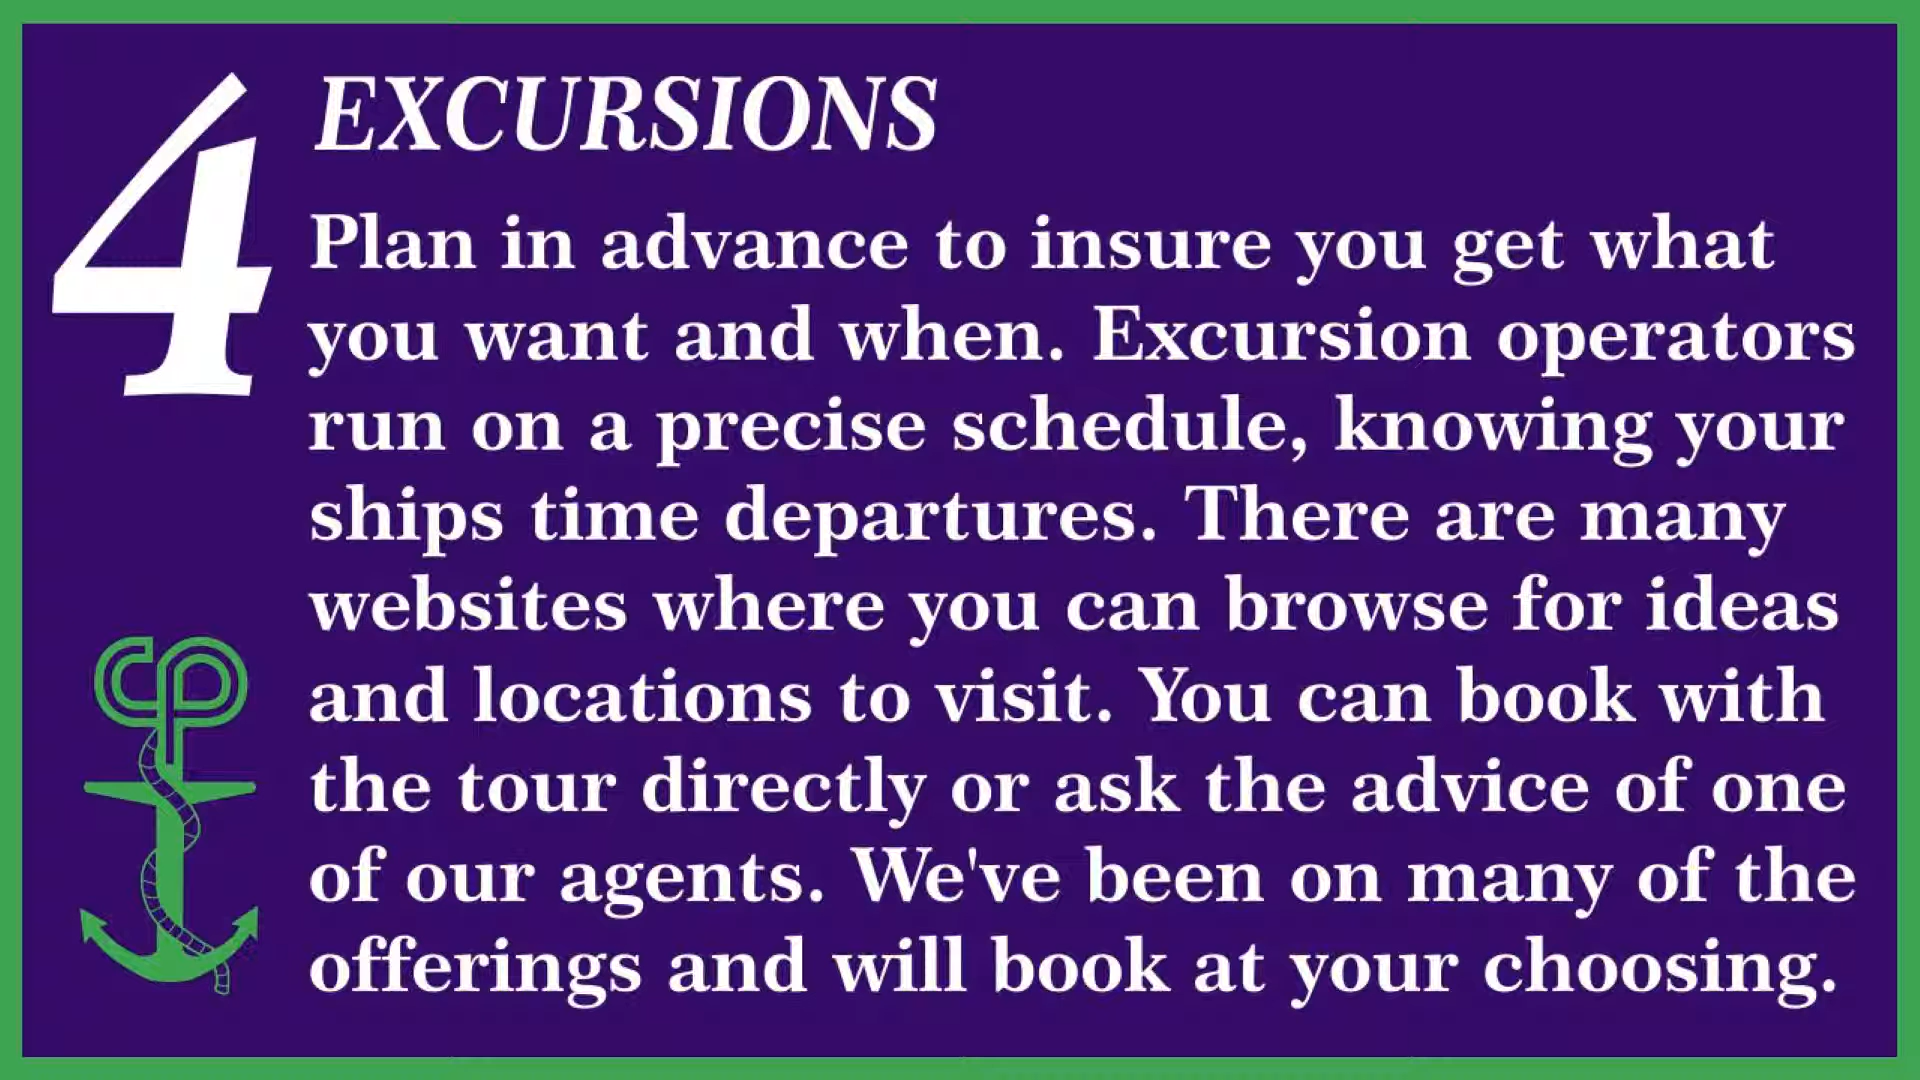 4
EXCURSIONS
Plan in advance to insure you get what
you want and when. Excursion operators
run on a precise schedule, knowing your
ships time departures. There are many
websites where you can browse for ideas
and locations to visit. You can book with
the tour directly or ask the advice of one
of our agents. We've been on many of the
offerings and will book at your choosing.
CP